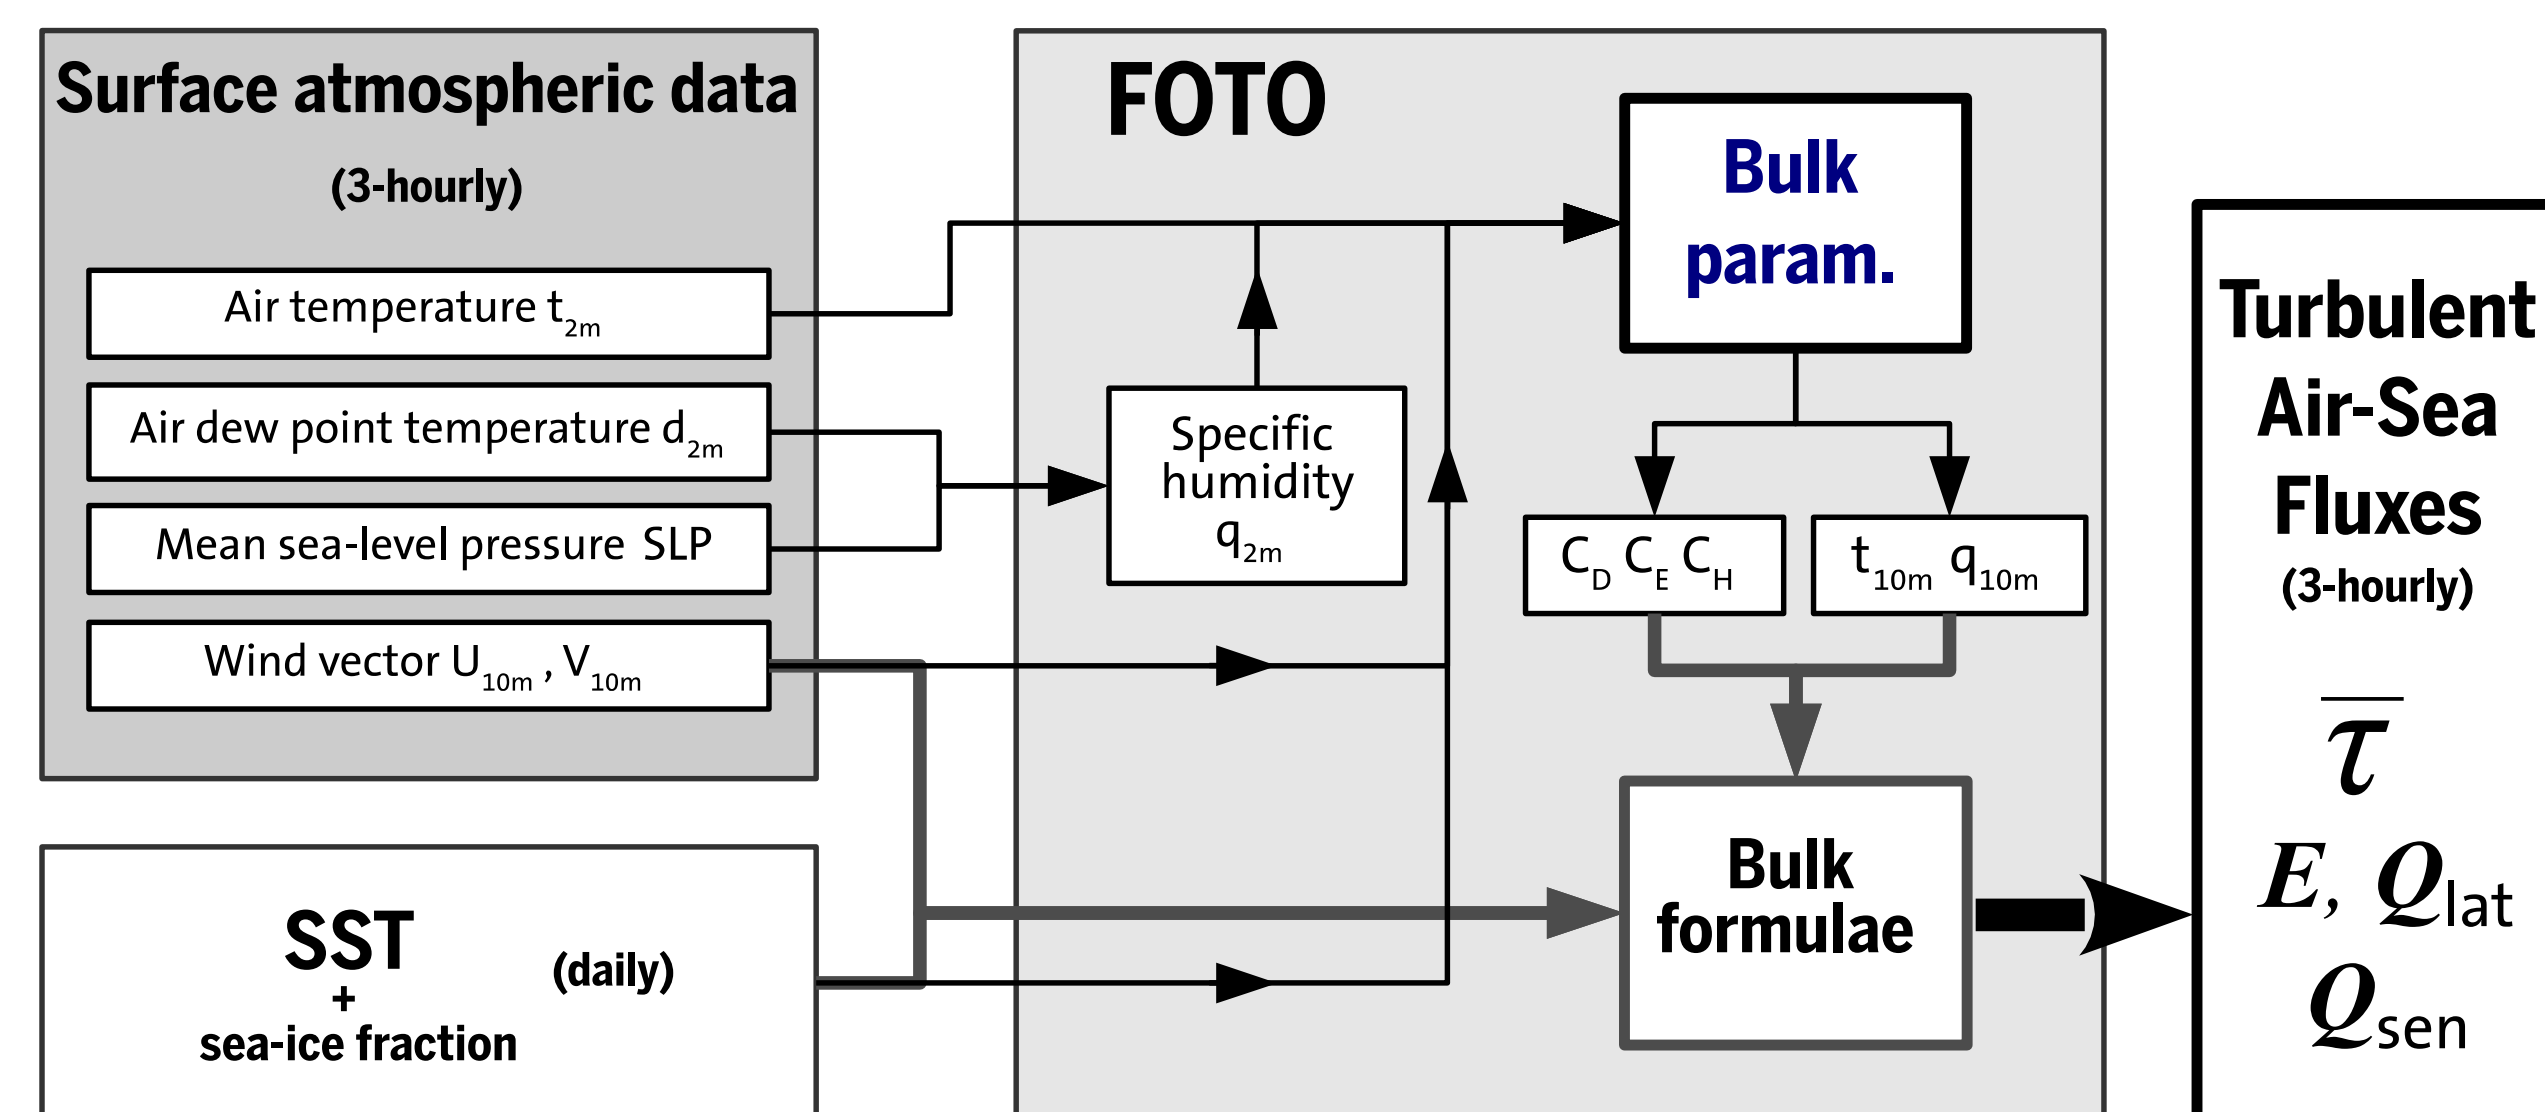 Surface atmospheric data
(3-hourly)
Air temperature t2m
Air dew point temperature d2m
Mean sea-level pressure SLP
Wind vector U10m , V10m
SST
+
sea-ice fraction
(daily)
FOTO
Specific
humidity
q2m
Bulk
param.
CD CE CH
t10m q10m
Bulk
formulae
Turbulent
Air-Sea
Fluxes
(3-hourly)
τ̅
E, Qlat
Qsen